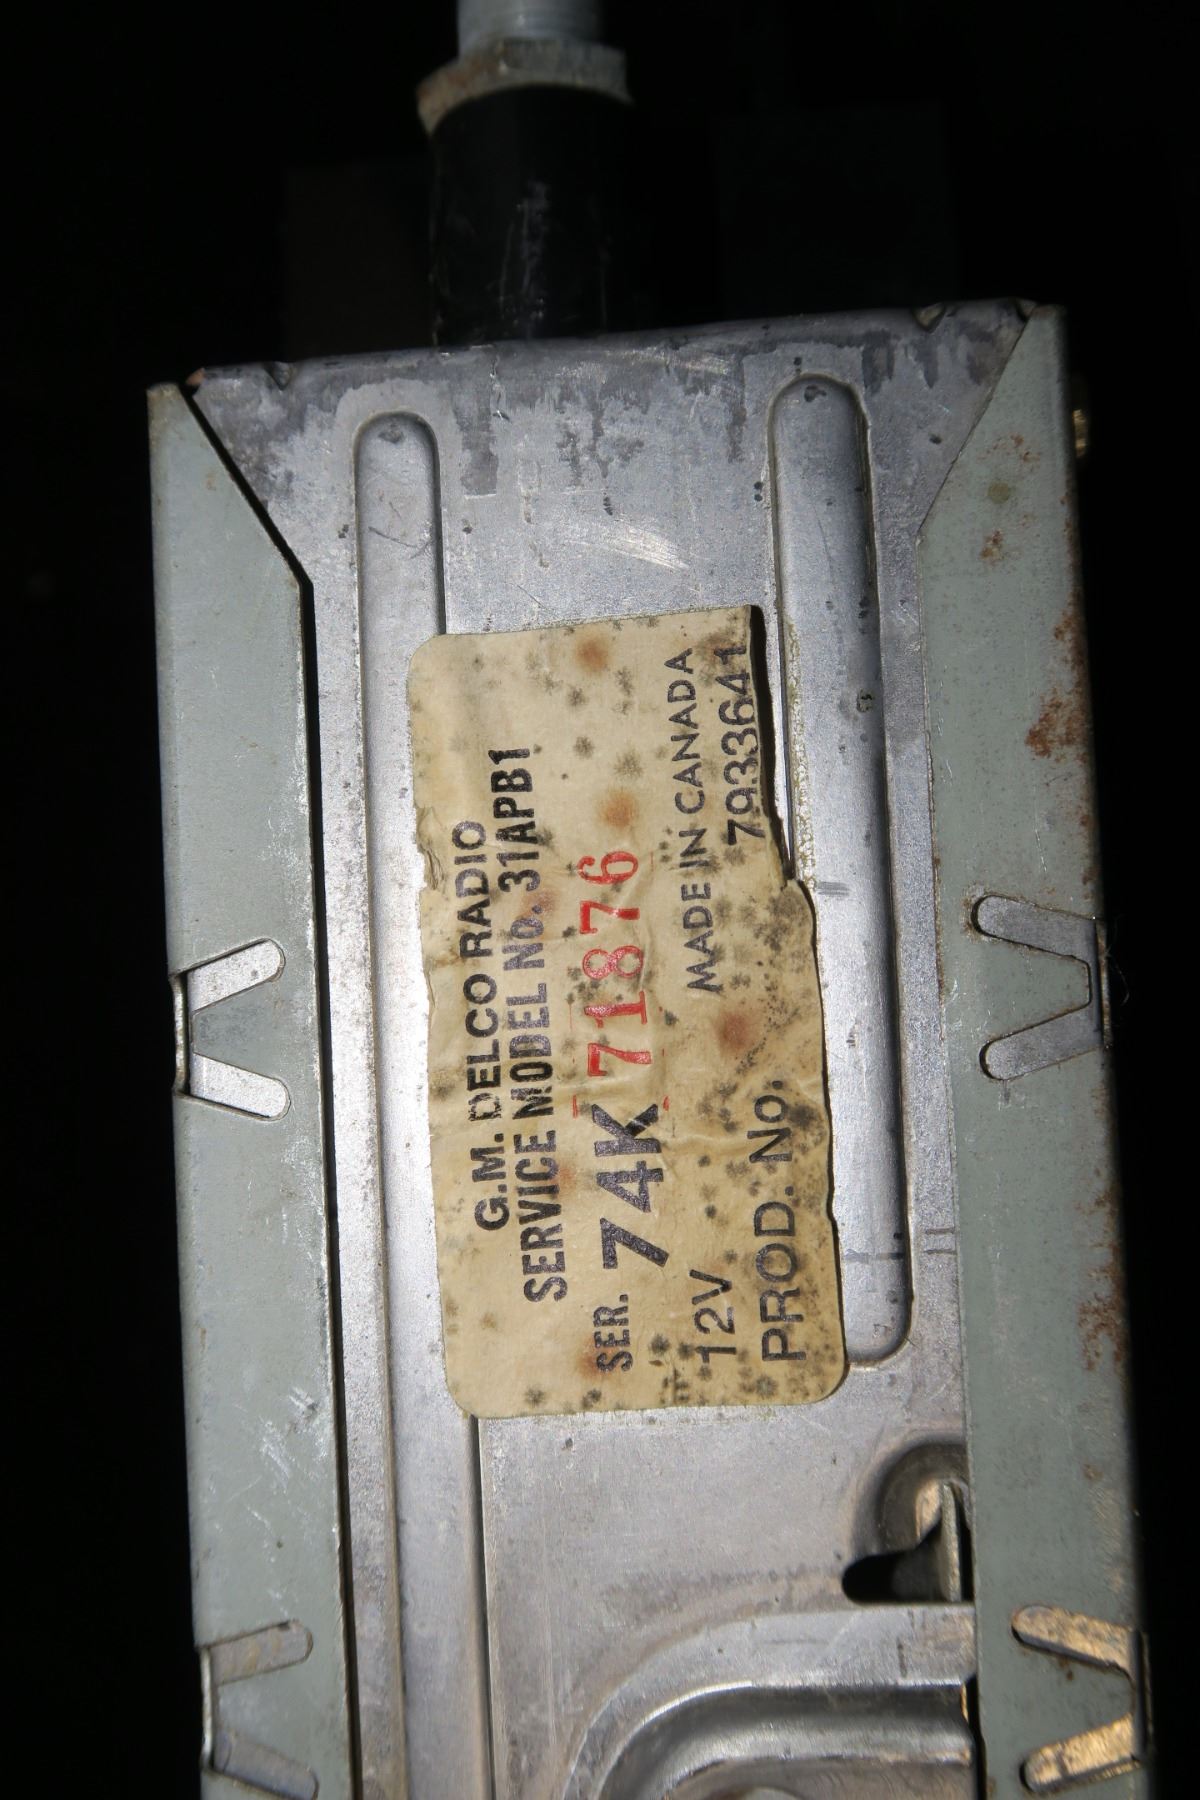 G.M. DELCO RADIO
SERVICE MODEL No. 31APB1
SER. 74K 71876
12V MADE IN CANADA
PROD. No. 7933641